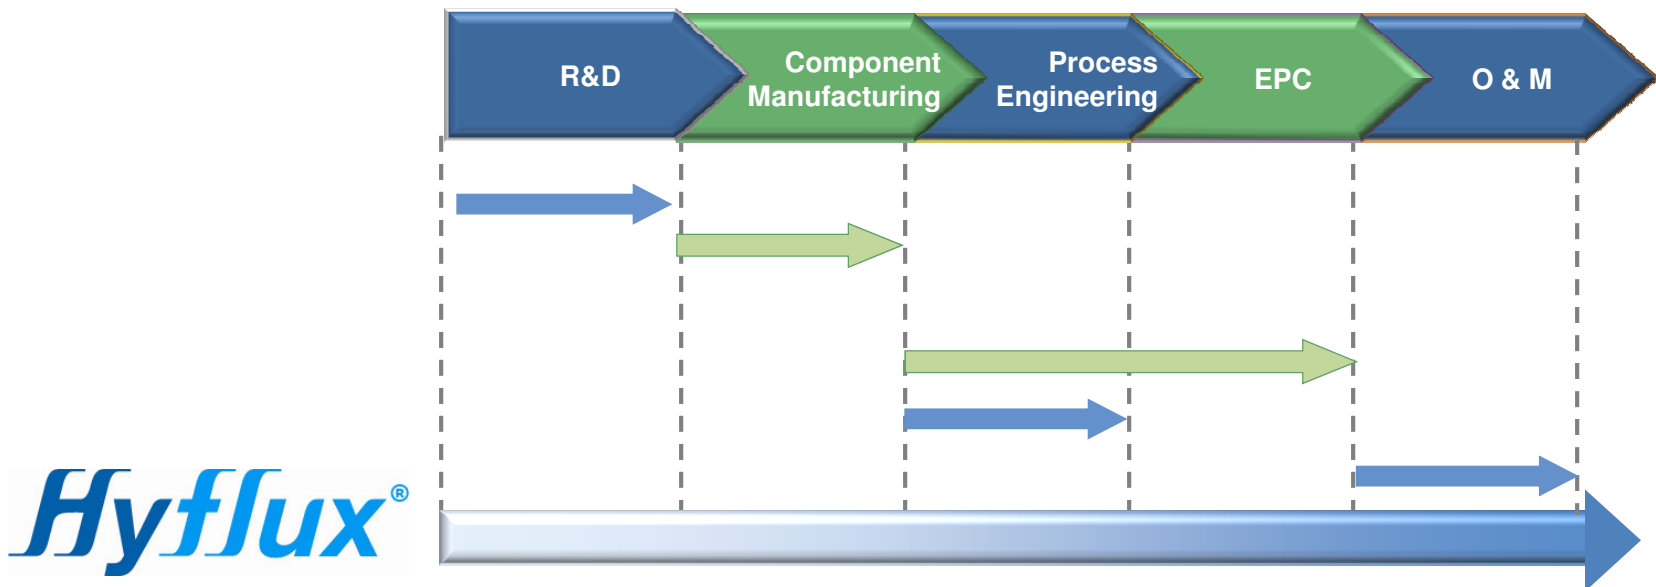 R&D
Component
Manufacturing
Process
Engineering
EPC
O & M
Hyflux®